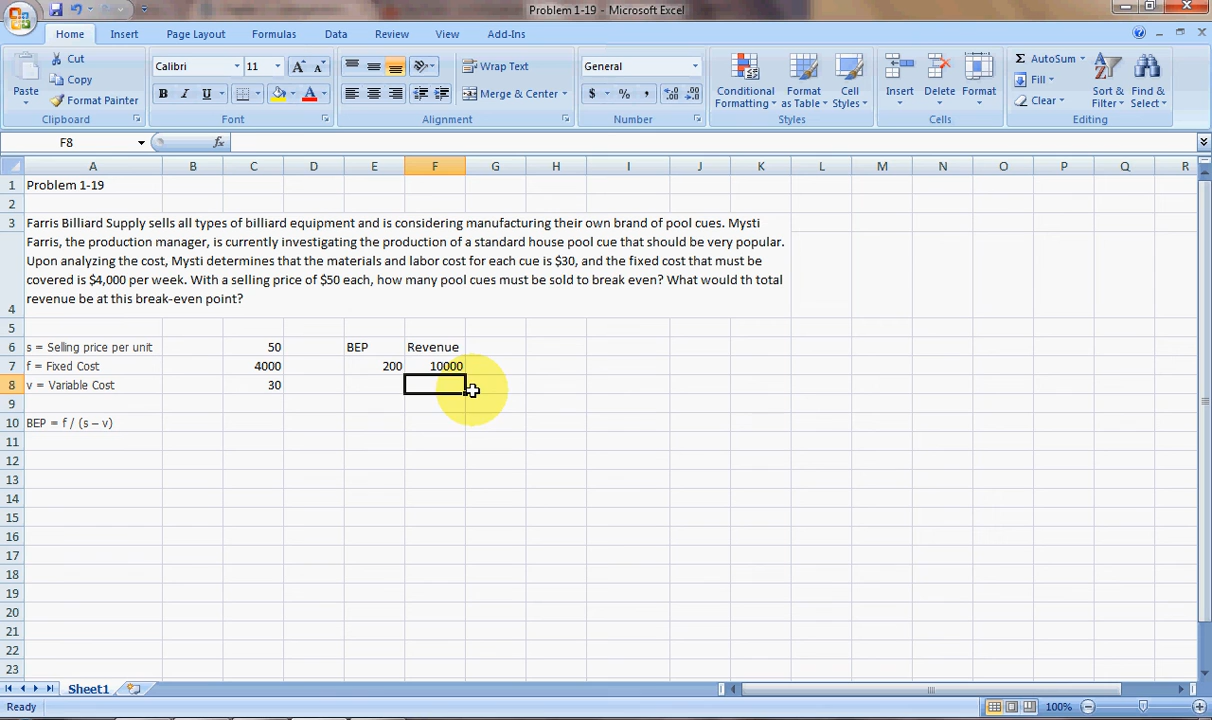 Problem 1-19 - Microsoft Excel
Home Insert Page Layout Formulas Data Review View Add-Ins
Paste
Cut
Copy
Format Painter
Clipboard
Calibri 11
B I U
Font
Wrap Text
Merge & Center
Alignment
General
$ % ,
Number
Conditional Formatting
Format as Table
Cell Styles
Styles
Insert Delete Format
Cells
AutoSum
Fill
Clear
Sort & Filter
Find & Select
Editing
F8 fx
A B C D E F G H I J K L M N O P Q R
1 Problem 1-19
2
3 Farris Billiard Supply sells all types of billiard equipment and is considering manufacturing their own brand of pool cues. Mysti
Farris, the production manager, is currently investigating the production of a standard house pool cue that should be very popular.
Upon analyzing the cost, Mysti determines that the materials and labor cost for each cue is $30, and the fixed cost that must be
covered is $4,000 per week. With a selling price of $50 each, how many pool cues must be sold to break even? What would th total
4 revenue be at this break-even point?
5
6 s = Selling price per unit 50 BEP Revenue
7 f = Fixed Cost 4000 200 10000
8 v = Variable Cost 30
9
10 BEP = f / (s – v)
11
12
13
14
15
16
17
18
19
20
21
22
23
Sheet1
Ready 100%